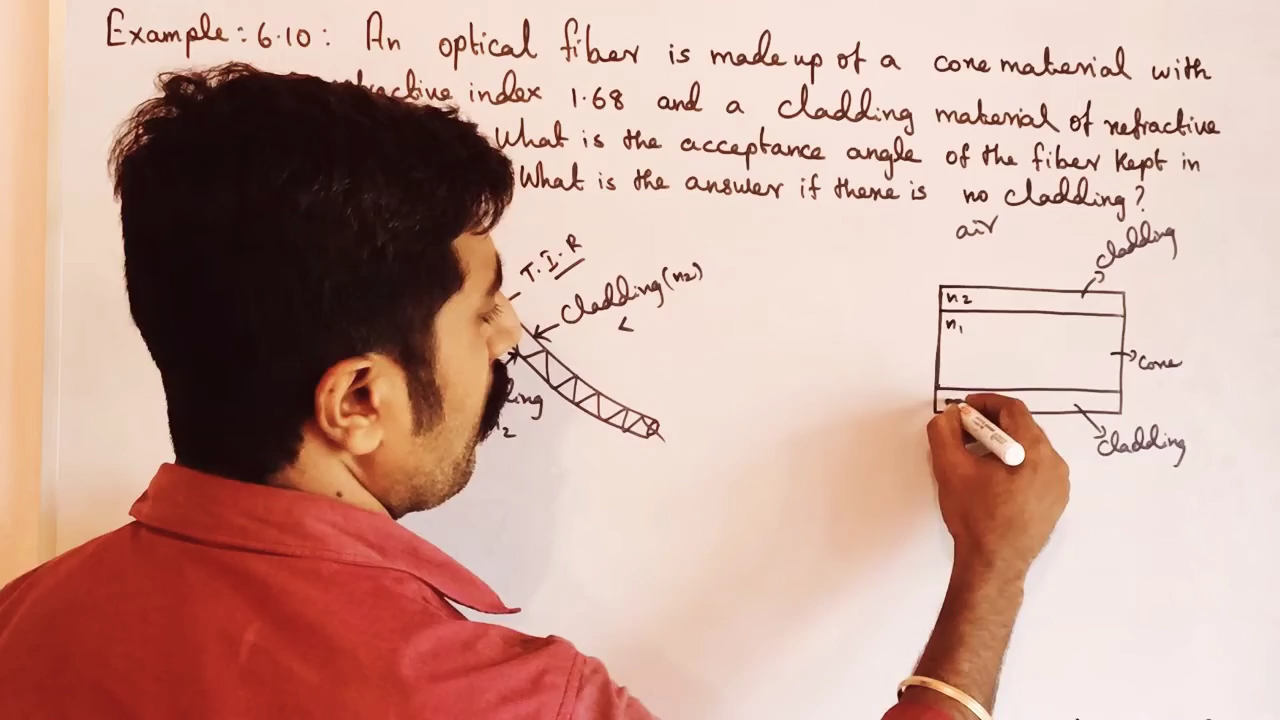 Example: 6.10: An optical fiber is made up of a core material with
index 1.68 and a cladding material of refractive
What is the acceptance angle of the fiber kept in
What is the answer if there is no cladding?
air
cladding
T.I.R
cladding (n2)
<
n2
n1
core
cladding